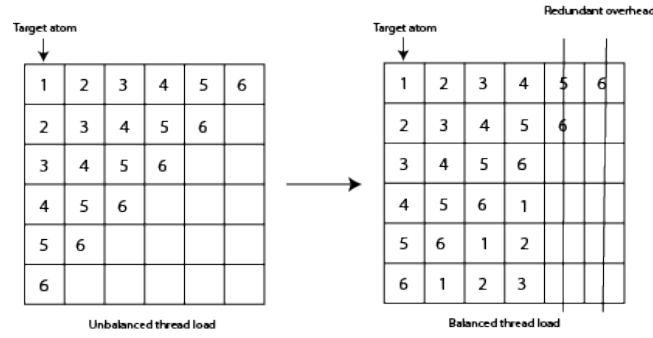 Redundant overhead
Target atom
Target atom
1 2 3 4 5 6
2 3 4 5 6
3 4 5 6
4 5 6
5 6
6
1 2 3 4 5 6
2 3 4 5 6
3 4 5 6
4 5 6 1
5 6 1 2
6 1 2 3
Unbalanced thread load
Balanced thread load